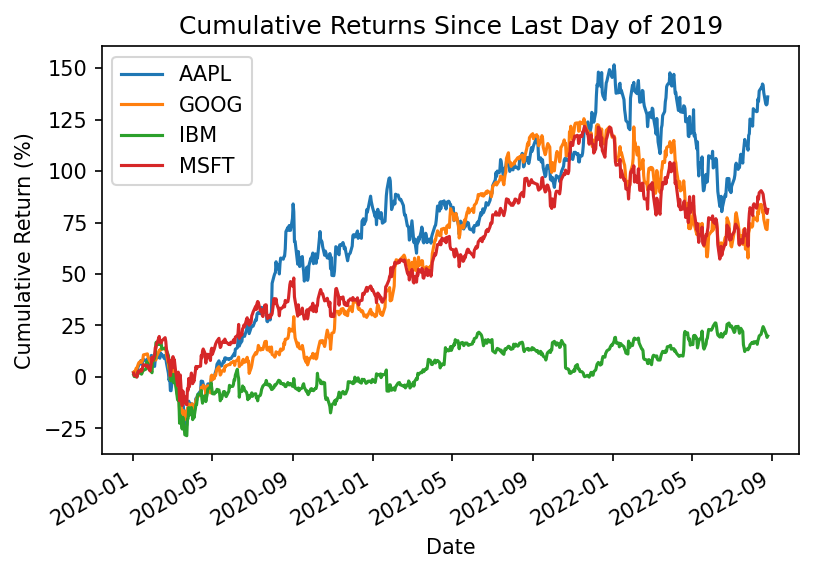 Cumulative Returns Since Last Day of 2019
Cumulative Return (%)
150
125
100
75
50
25
0
−25
AAPL
GOOG
IBM
MSFT
2020-01
2020-05
2020-09
2021-01
2021-05
2021-09
2022-01
2022-05
2022-09
Date